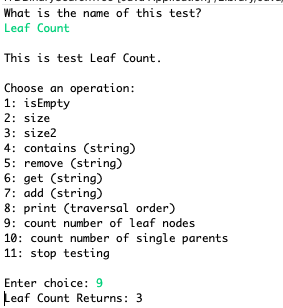 What is the name of this test?
Leaf Count
This is test Leaf Count.
Choose an operation:
1: isEmpty
2: size
3: size2
4: contains (string)
5: remove (string)
6: get (string)
7: add (string)
8: print (traversal order)
9: count number of leaf nodes
10: count number of single parents
11: stop testing
Enter choice: 9
Leaf Count Returns: 3